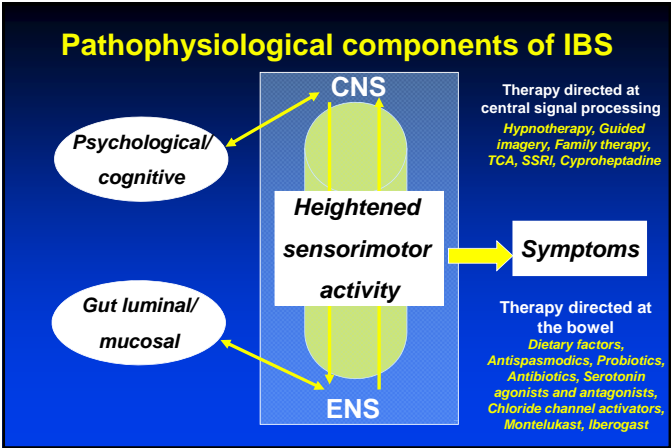 Pathophysiological components of IBS
CNS
Psychological/
cognitive
Heightened
sensorimotor
activity
Gut luminal/
mucosal
ENS
Therapy directed at
central signal processing
Hypnotherapy, Guided
imagery, Family therapy,
TCA, SSRI, Cyproheptadine
Symptoms
Therapy directed at
the bowel
Dietary factors,
Antispasmodics, Probiotics,
Antibiotics, Serotonin
agonists and antagonists,
Chloride channel activators,
Montelukast, Iberogast